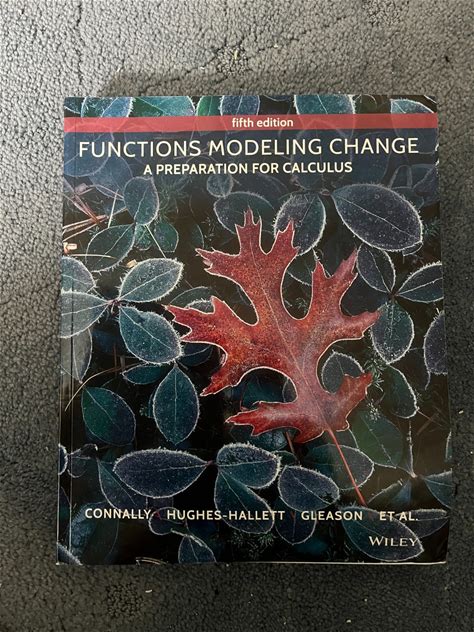 fifth edition
FUNCTIONS MODELING CHANGE
A PREPARATION FOR CALCULUS
CONNALLY HUGHES-HALLETT GLEASON ET AL.
WILEY